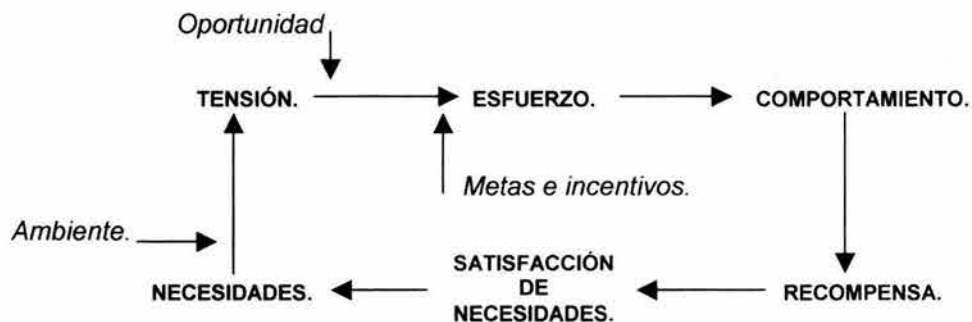 Oportunidad
TENSIÓN.
ESFUERZO.
COMPORTAMIENTO.
Metas e incentivos.
Ambiente.
NECESIDADES.
SATISFACCIÓN
DE
NECESIDADES.
RECOMPENSA.